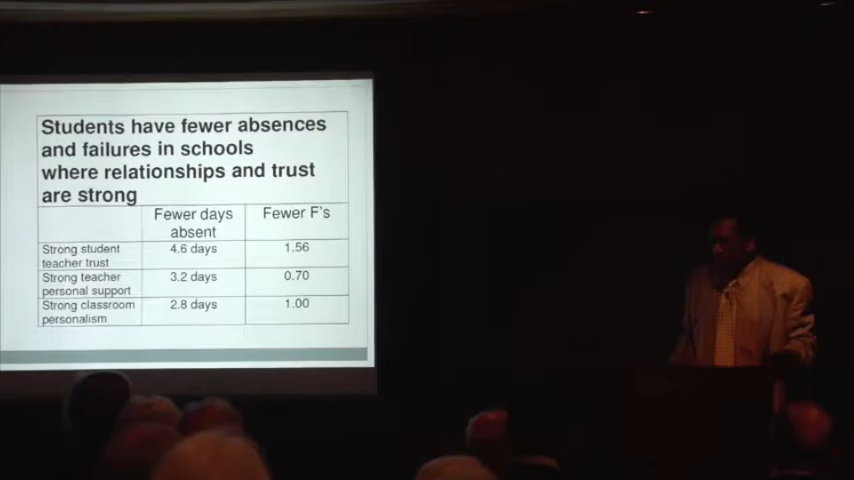 Students have fewer absences
and failures in schools
where relationships and trust
are strong
Fewer days absent Fewer F's
Strong student teacher trust 4.6 days 1.56
Strong teacher personal support 3.2 days 0.70
Strong classroom personalism 2.8 days 1.00